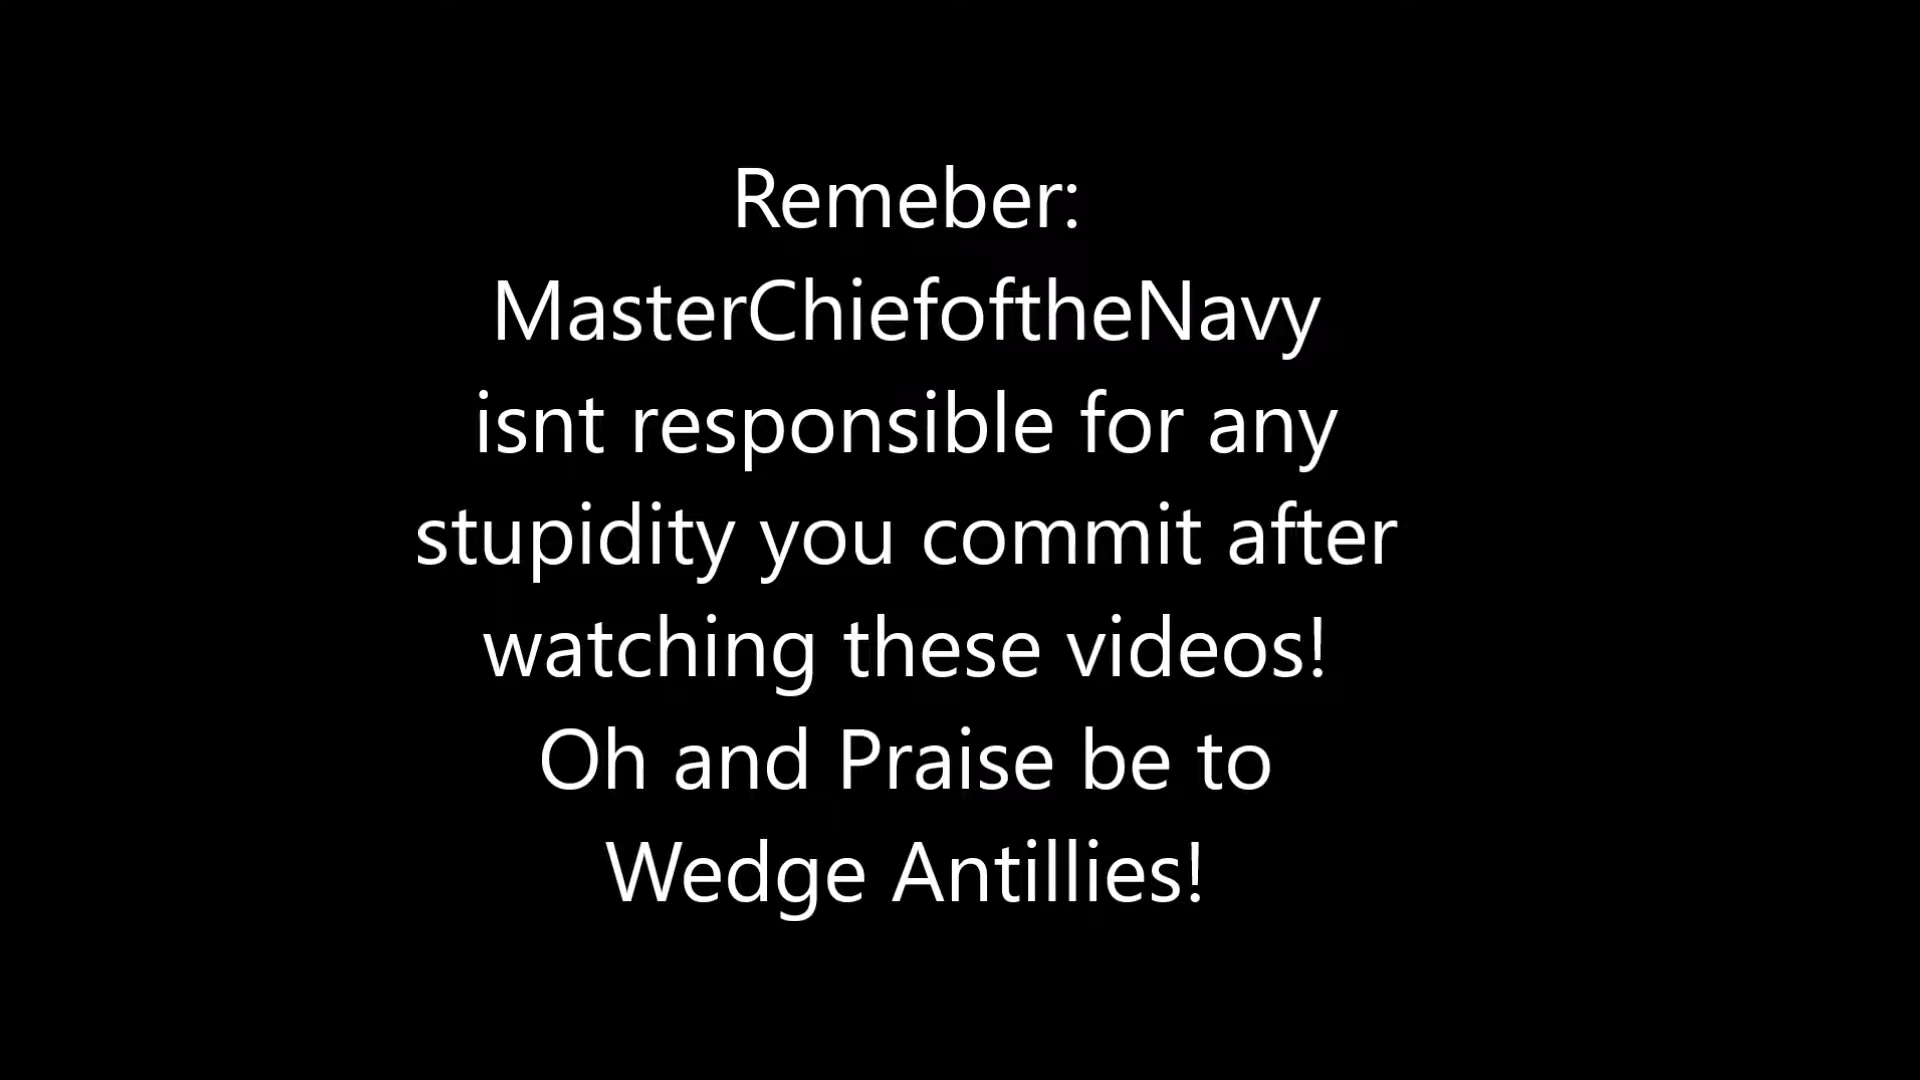 Remeber:
MasterChiefoftheNavy
isnt responsible for any
stupidity you commit after
watching these videos!
Oh and Praise be to
Wedge Antillies!